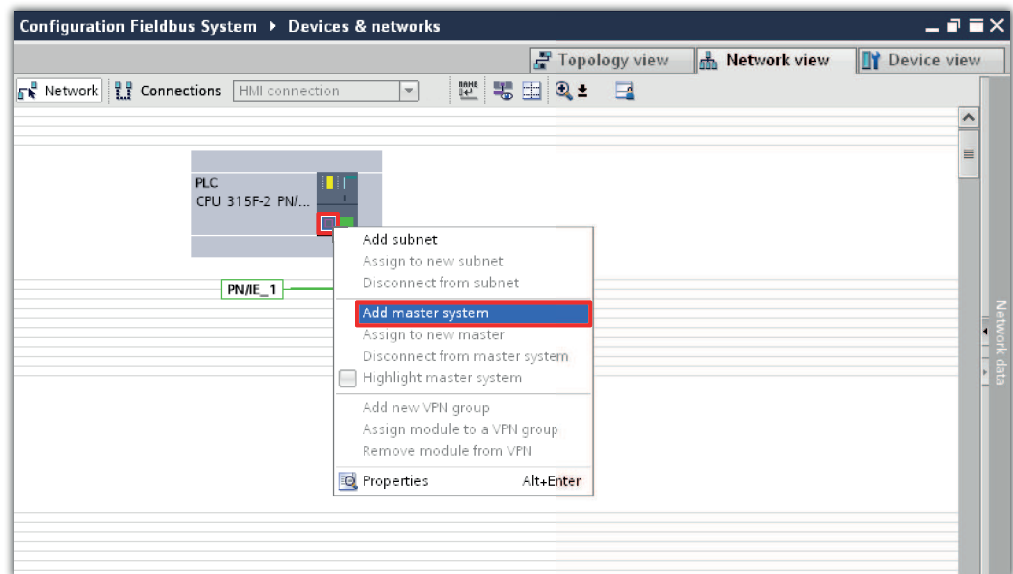 Configuration Fieldbus System ▸ Devices & networks
Topology view Network view Device view
Network Connections HMI connection
NAME
PLC
CPU 315F-2 PN/...
PN/IE_1
Add subnet
Assign to new subnet
Disconnect from subnet
Add master system
Assign to new master
Disconnect from master system
Highlight master system
Add new VPN group
Assign module to a VPN group
Remove module from VPN
Properties Alt+Enter
Network data